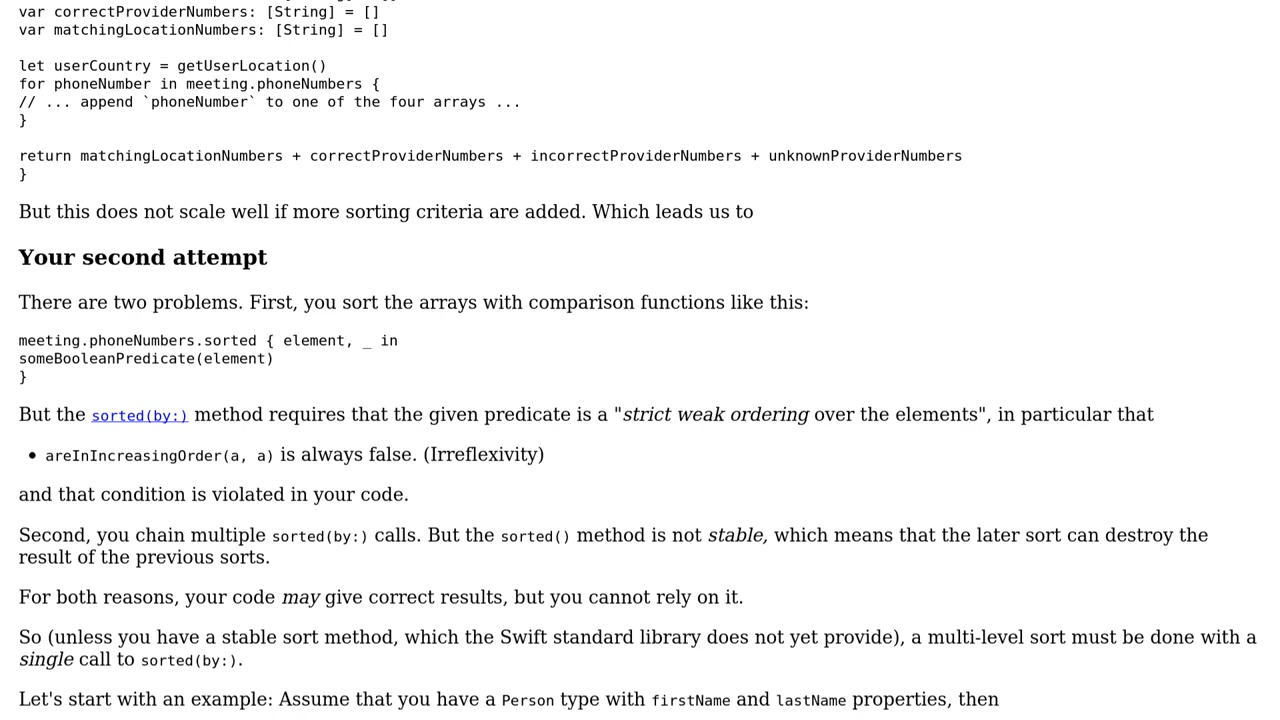 var correctProviderNumbers: [String] = []
var matchingLocationNumbers: [String] = []
let userCountry = getUserLocation()
for phoneNumber in meeting.phoneNumbers {
// ... append `phoneNumber` to one of the four arrays ...
}
return matchingLocationNumbers + correctProviderNumbers + incorrectProviderNumbers + unknownProviderNumbers
}
But this does not scale well if more sorting criteria are added. Which leads us to
Your second attempt
There are two problems. First, you sort the arrays with comparison functions like this:
meeting.phoneNumbers.sorted { element, _ in
someBooleanPredicate(element)
}
But the sorted(by:) method requires that the given predicate is a "strict weak ordering over the elements", in particular that
• areInIncreasingOrder(a, a) is always false. (Irreflexivity)
and that condition is violated in your code.
Second, you chain multiple sorted(by:) calls. But the sorted() method is not stable, which means that the later sort can destroy the
result of the previous sorts.
For both reasons, your code may give correct results, but you cannot rely on it.
So (unless you have a stable sort method, which the Swift standard library does not yet provide), a multi-level sort must be done with a
single call to sorted(by:).
Let's start with an example: Assume that you have a Person type with firstName and lastName properties, then